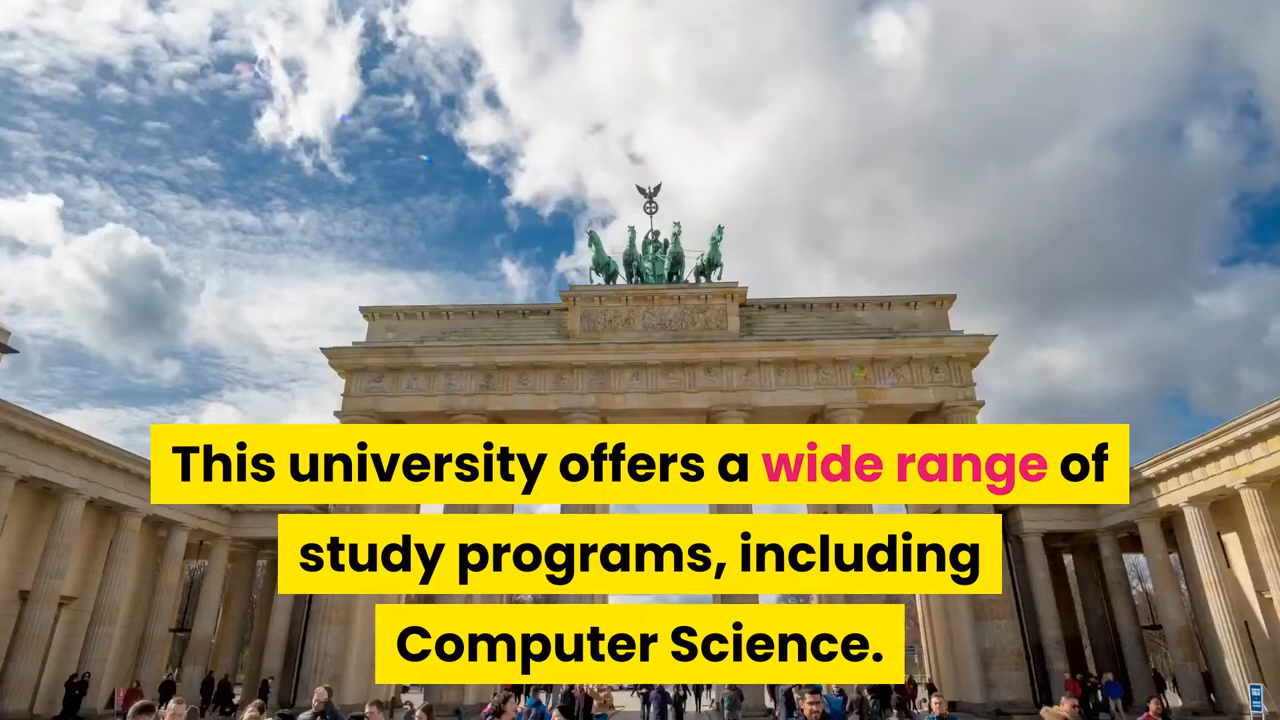 This university offers a wide range of
study programs, including
Computer Science.